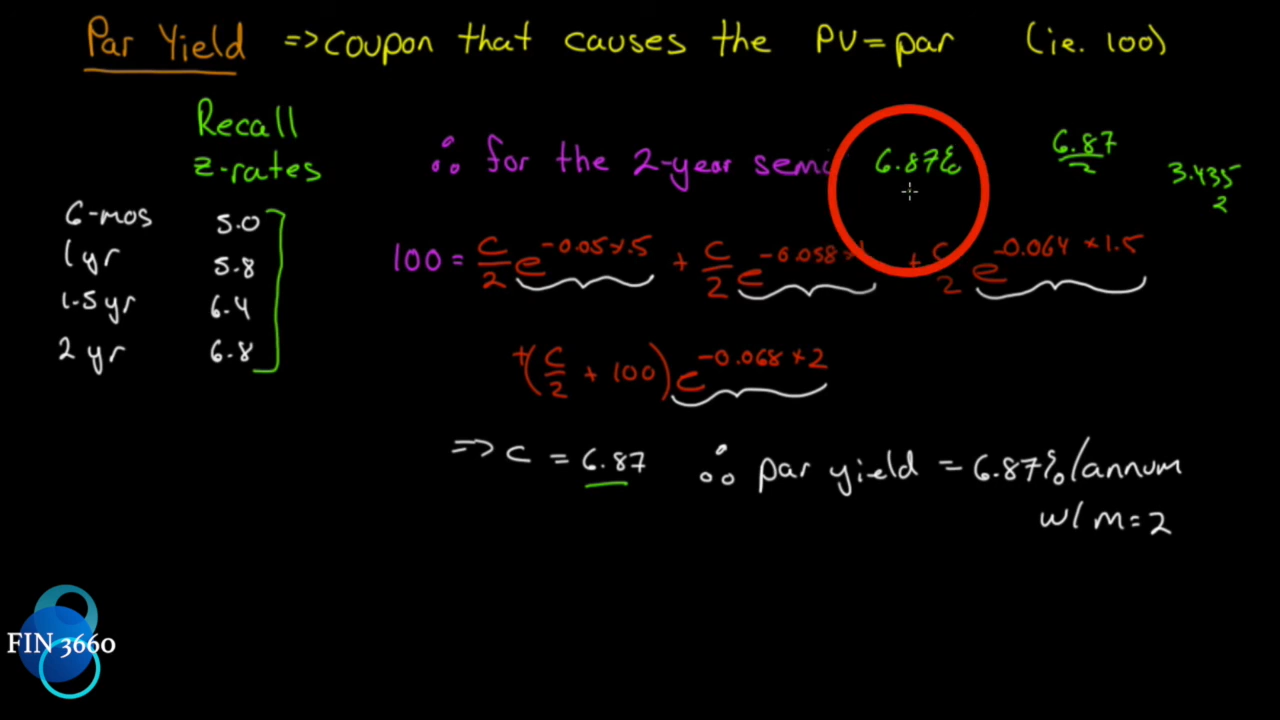 Par Yield => coupon that causes the PV = par (ie. 100)
Recall
z-rates
6-mos 5.0
1 yr 5.8
1.5 yr 6.4
2 yr 6.8
∴ for the 2-year semi 6.87%
6.87
2
3.435
2
100 = c/2 e^-0.05×.5 + c/2 e^-0.058×1 + c/2 e^-0.064×1.5
+(c/2 + 100) e^-0.068×2
=> c = 6.87 ∴ par yield = 6.87%/annum
w/ m=2
FIN 3660